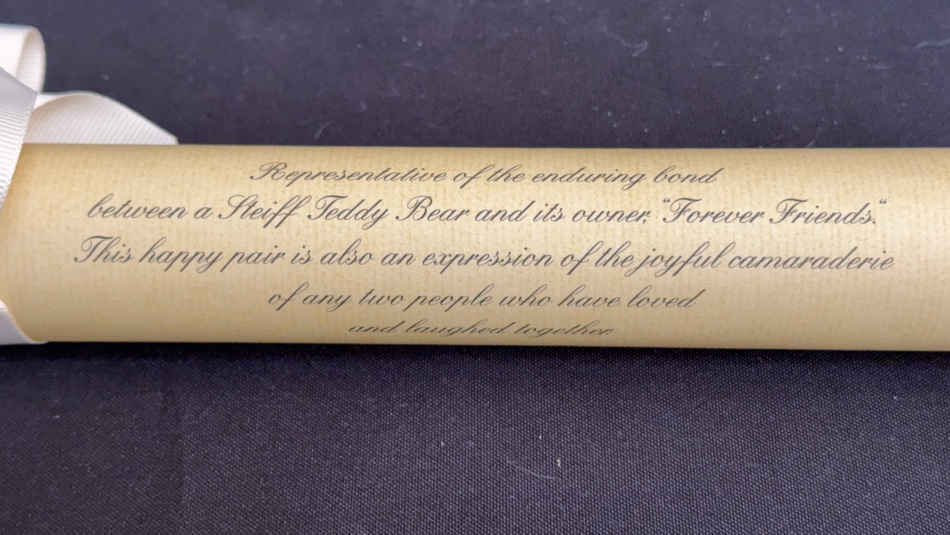 Representative of the enduring bond
between a Steiff Teddy Bear and its owner, "Forever Friends."
This happy pair is also an expression of the joyful camaraderie
of any two people who have loved
and laughed together